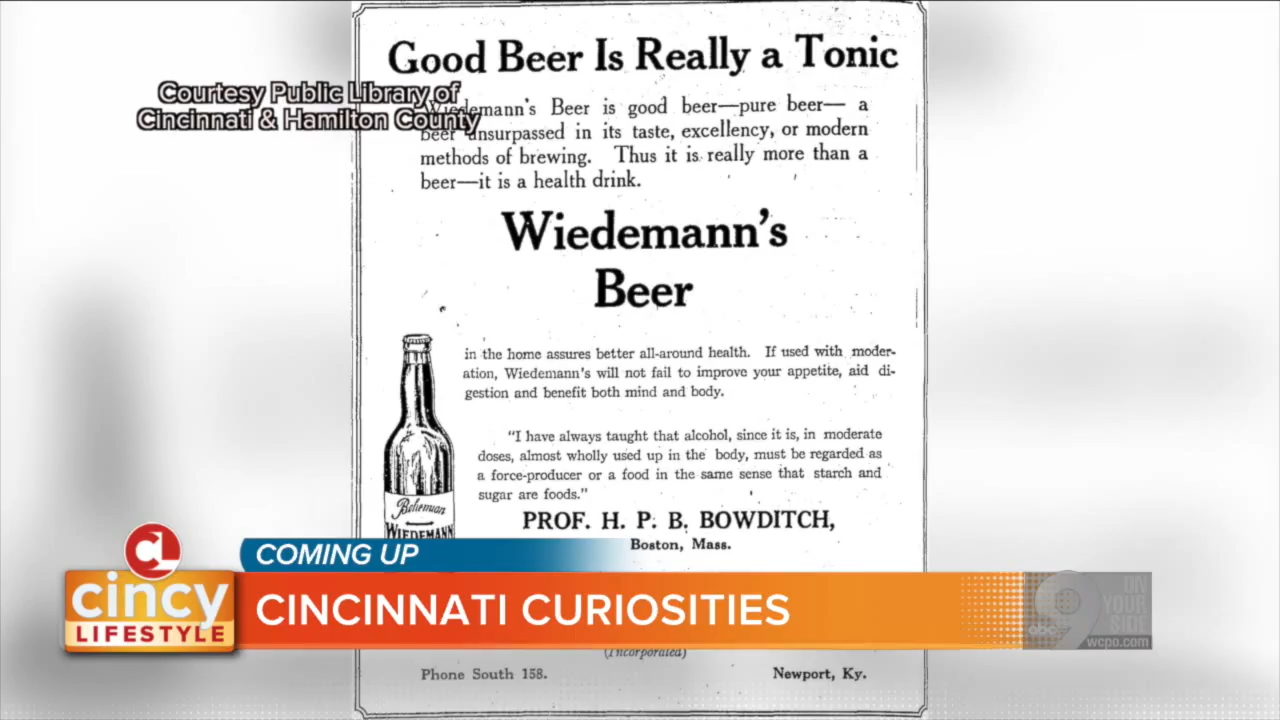 Good Beer Is Really a Tonic
Courtesy Public Library of
Cincinnati & Hamilton County
Wiedemann's Beer is good beer—pure beer— a
beer unsurpassed in its taste, excellency, or modern
methods of brewing. Thus it is really more than a
beer—it is a health drink.
Wiedemann's
Beer
in the home assures better all-around health. If used with moder-
ation, Wiedemann's will not fail to improve your appetite, aid di-
gestion and benefit both mind and body.
"I have always taught that alcohol, since it is, in moderate
doses, almost wholly used up in the body, must be regarded as
a force-producer or a food in the same sense that starch and
sugar are foods."
PROF. H. P. B. BOWDITCH,
Boston, Mass.
Bohemian
WIEDEMANN
COMING UP
CL
cincy
LIFESTYLE
CINCINNATI CURIOSITIES
abc 9
ON
YOUR
SIDE
wcpo.com
(Incorporated)
Phone South 158.
Newport, Ky.